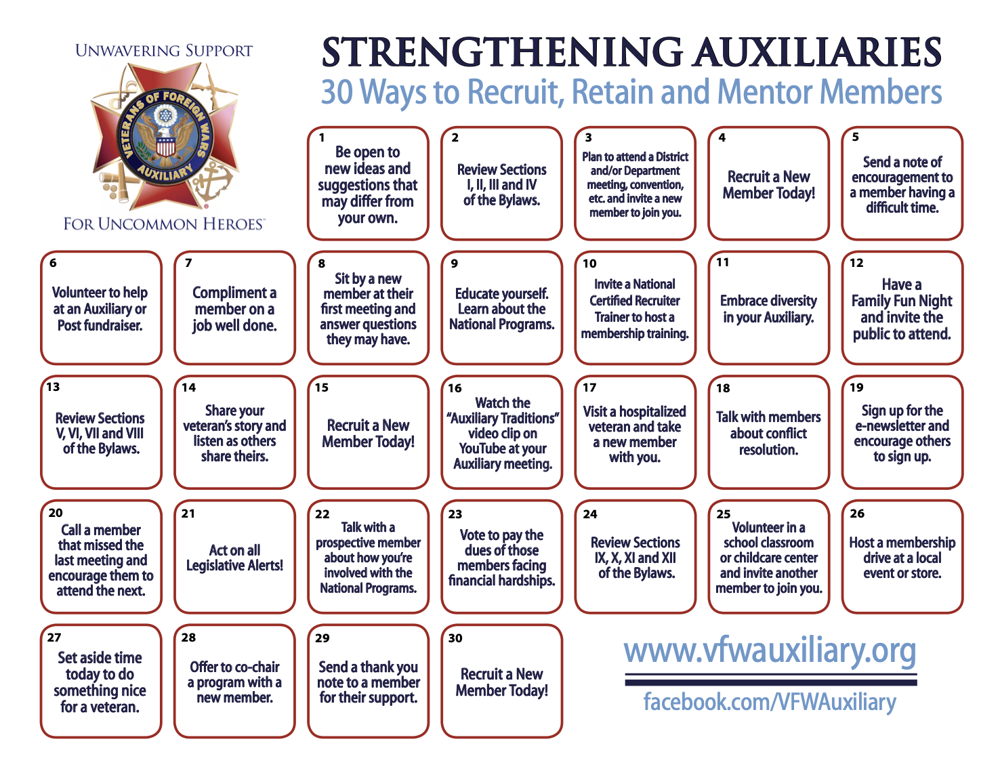 UNWAVERING SUPPORT
VETERANS OF FOREIGN WARS
AUXILIARY
®
FOR UNCOMMON HEROES™
STRENGTHENING AUXILIARIES
30 Ways to Recruit, Retain and Mentor Members
1
Be open to
new ideas and
suggestions that
may differ from
your own.
2
Review Sections
I, II, III and IV
of the Bylaws.
3
Plan to attend a District
and/or Department
meeting, convention,
etc. and invite a new
member to join you.
4
Recruit a New
Member Today!
5
Send a note of
encouragement to
a member having a
difficult time.
6
Volunteer to help
at an Auxiliary or
Post fundraiser.
7
Compliment a
member on a
job well done.
8
Sit by a new
member at their
first meeting and
answer questions
they may have.
9
Educate yourself.
Learn about the
National Programs.
10
Invite a National
Certified Recruiter
Trainer to host a
membership training.
11
Embrace diversity
in your Auxiliary.
12
Have a
Family Fun Night
and invite the
public to attend.
13
Review Sections
V, VI, VII and VIII
of the Bylaws.
14
Share your
veteran's story and
listen as others
share theirs.
15
Recruit a New
Member Today!
16
Watch the
“Auxiliary Traditions”
video clip on
YouTube at your
Auxiliary meeting.
17
Visit a hospitalized
veteran and take
a new member
with you.
18
Talk with members
about conflict
resolution.
19
Sign up for the
e-newsletter and
encourage others
to sign up.
20
Call a member
that missed the
last meeting and
encourage them to
attend the next.
21
Act on all
Legislative Alerts!
22
Talk with a
prospective member
about how you’re
involved with the
National Programs.
23
Vote to pay the
dues of those
members facing
financial hardships.
24
Review Sections
IX, X, XI and XII
of the Bylaws.
25
Volunteer in a
school classroom
or childcare center
and invite another
member to join you.
26
Host a membership
drive at a local
event or store.
27
Set aside time
today to do
something nice
for a veteran.
28
Offer to co-chair
a program with a
new member.
29
Send a thank you
note to a member
for their support.
30
Recruit a New
Member Today!
www.vfwauxiliary.org
facebook.com/VFWAuxiliary